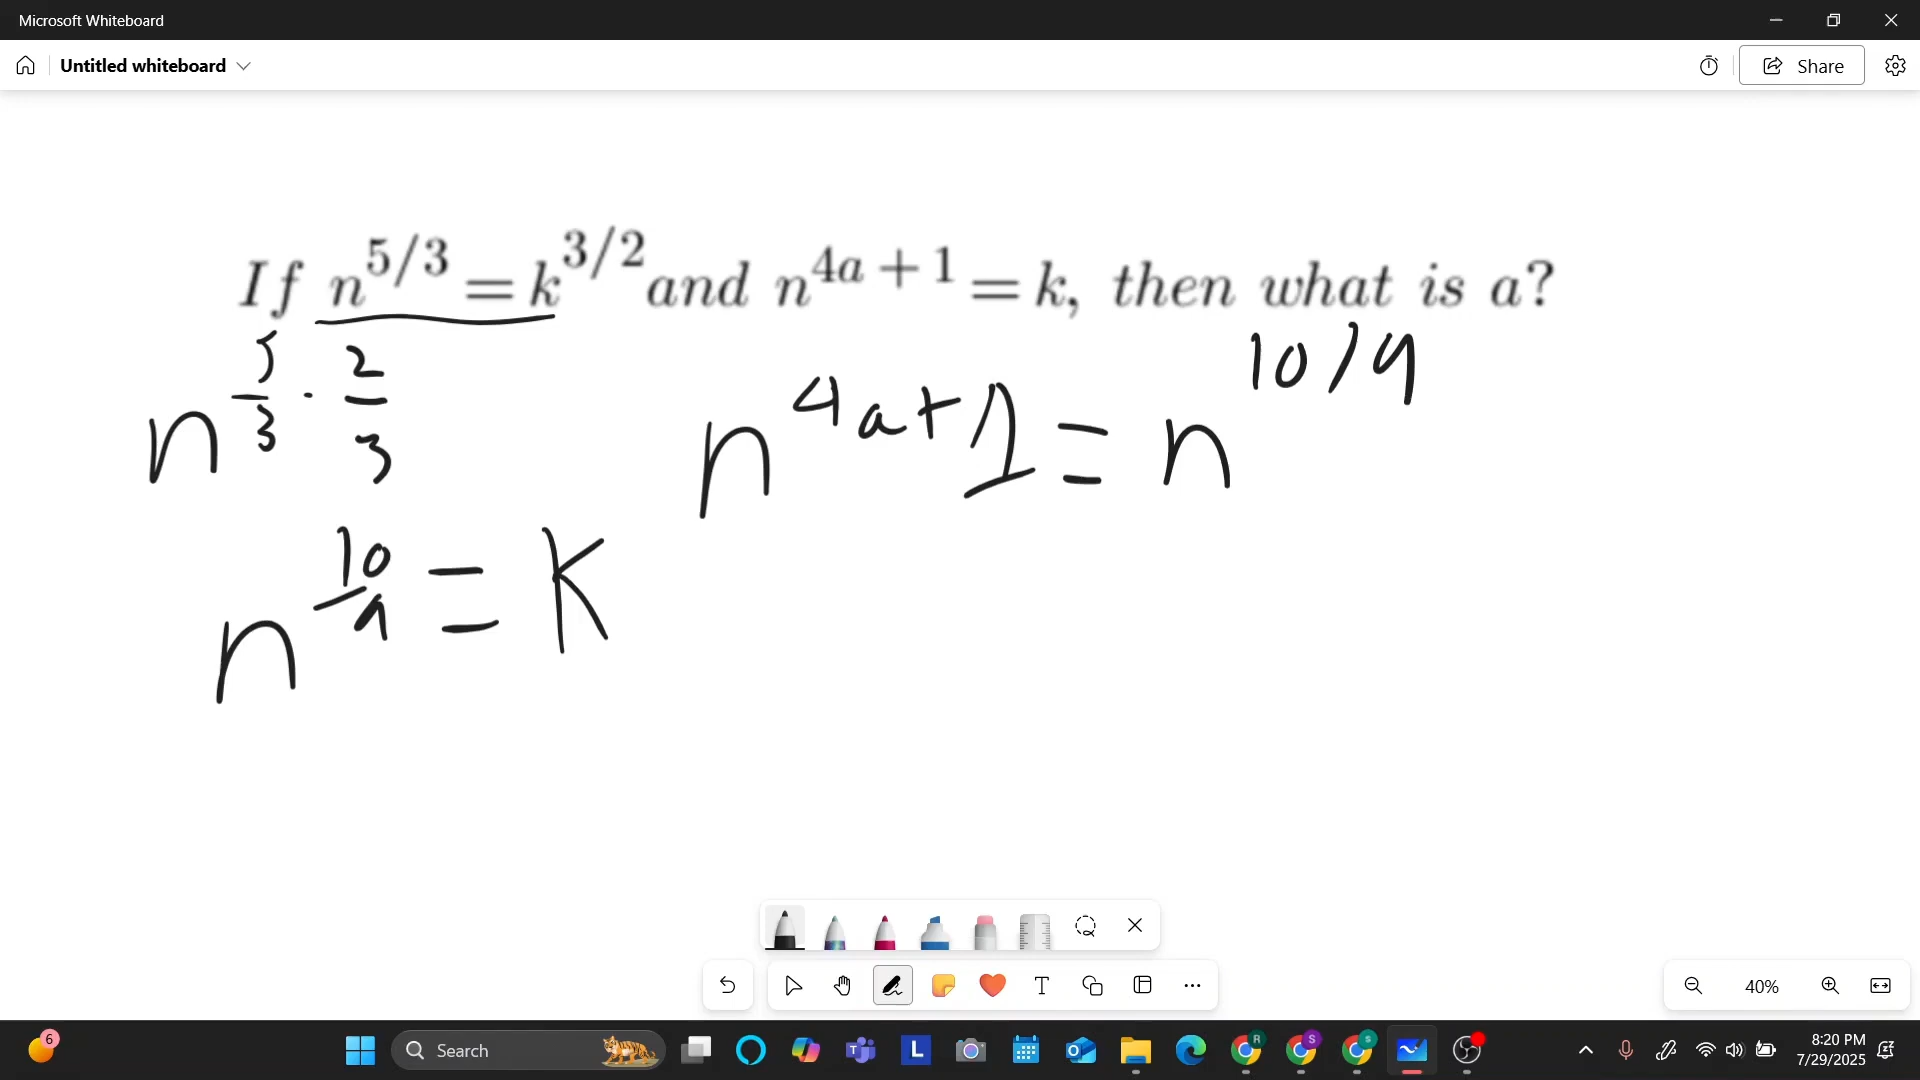 Microsoft Whiteboard
Untitled whiteboard
Share
If n^{5/3} = k^{3/2} and n^{4a+1} = k, then what is a?
n^{5/3 · 2/3}
n^{4a+1} = n^{10/9}
n^{10/9} = K
40%
6
Search
8:20 PM
7/29/2025